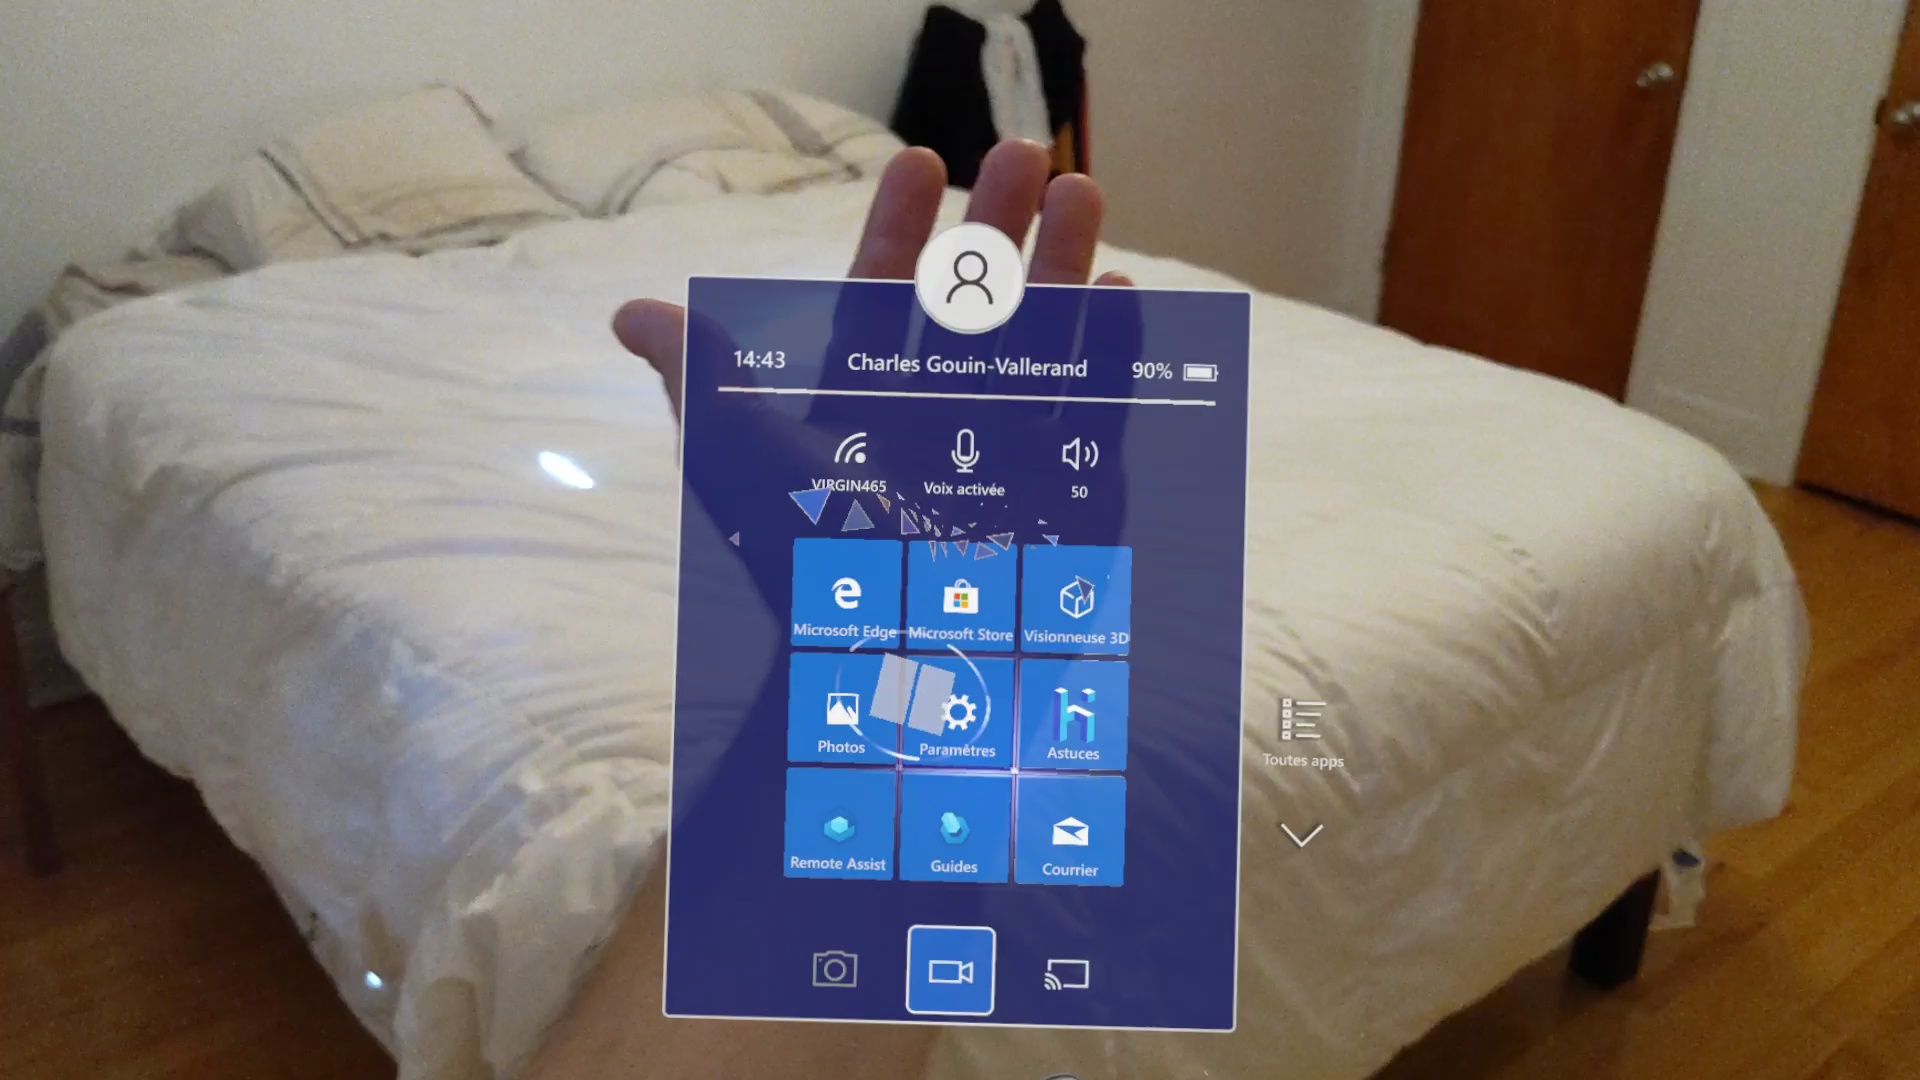 14:43
Charles Gouin-Vallerand
90%
VIRGIN465
Voix activée
50
Microsoft Edge
Microsoft Store
Visionneuse 3D
Photos
Paramètres
Astuces
Toutes apps
Remote Assist
Guides
Courrier